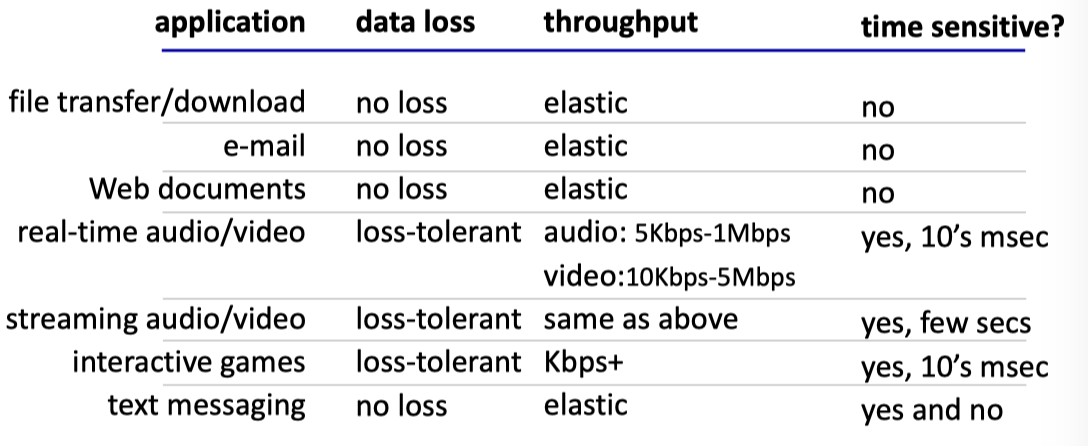 application data loss throughput time sensitive?
file transfer/download no loss elastic no
e-mail no loss elastic no
Web documents no loss elastic no
real-time audio/video loss-tolerant audio: 5Kbps-1Mbps yes, 10’s msec
video:10Kbps-5Mbps
streaming audio/video loss-tolerant same as above yes, few secs
interactive games loss-tolerant Kbps+ yes, 10’s msec
text messaging no loss elastic yes and no